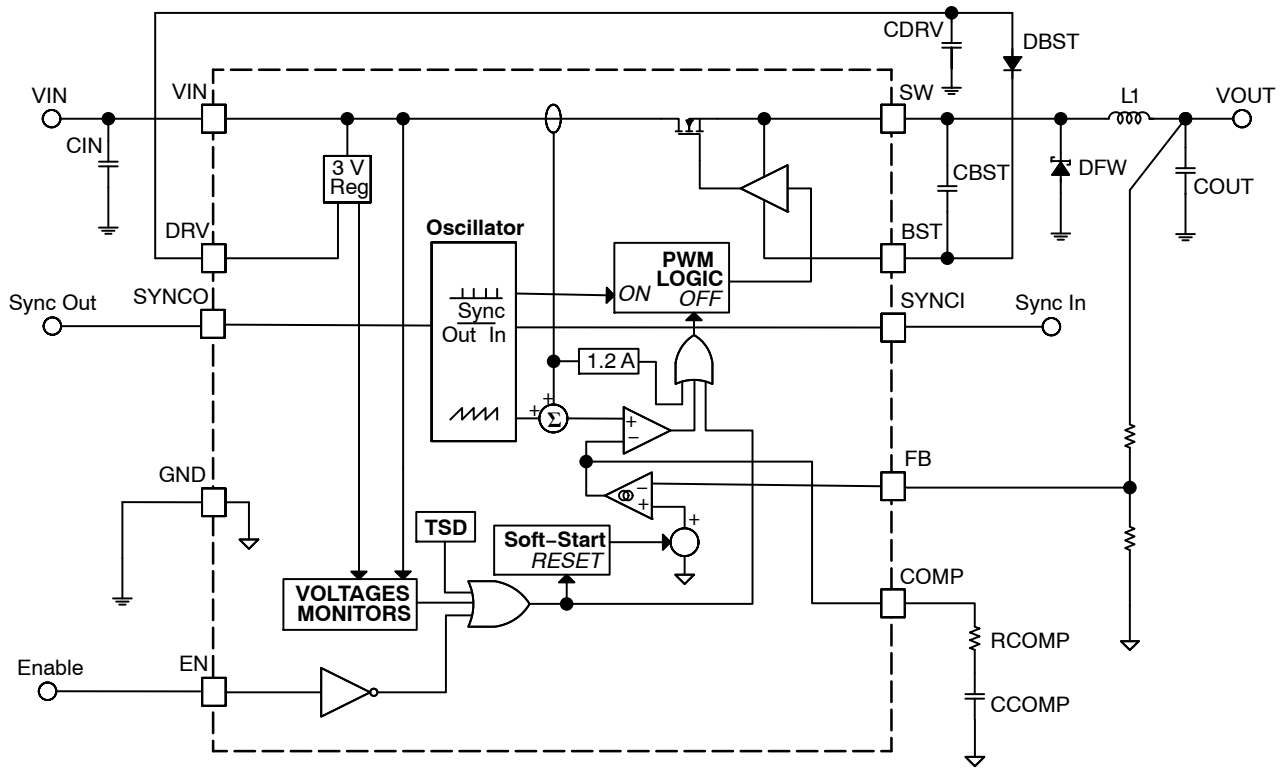 CDRV
DBST
VIN
VIN
SW
L1
VOUT
CIN
3 V
Reg
CBST
DFW
COUT
DRV
BST
Oscillator
PWM
LOGIC
ON
OFF
Sync Out
SYNCO
Sync
Out In
SYNCI
Sync In
1.2 A
+
+
Σ
+
−
GND
FB
−
+
+
TSD
Soft−Start
RESET
VOLTAGES
MONITORS
COMP
RCOMP
Enable
EN
CCOMP